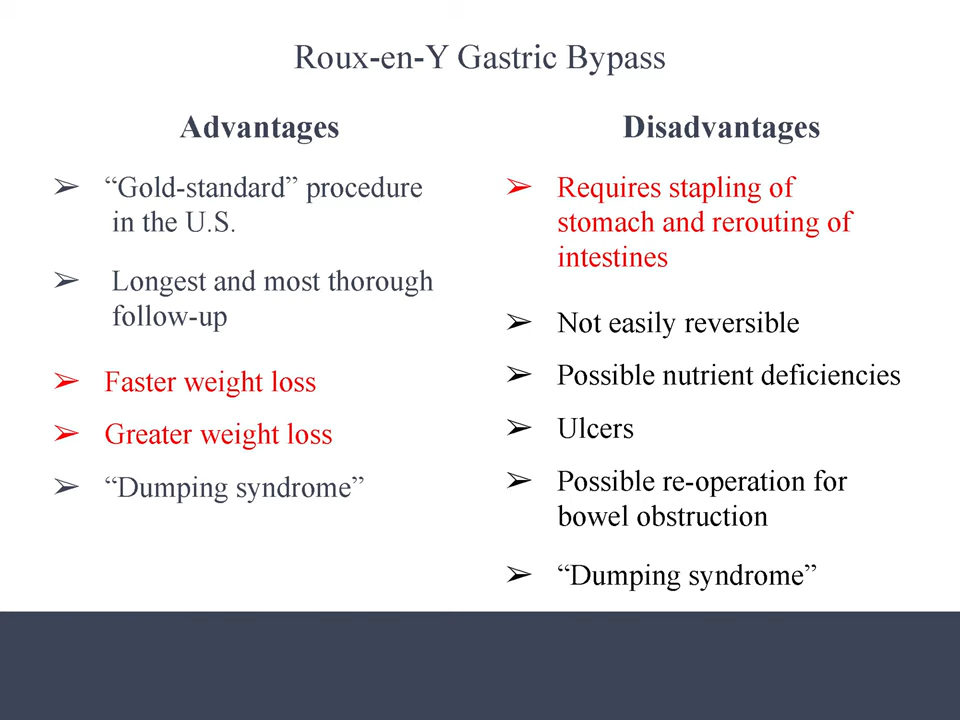 Roux-en-Y Gastric Bypass
Advantages
➢ “Gold-standard” procedure
in the U.S.
➢ Longest and most thorough
follow-up
➢ Faster weight loss
➢ Greater weight loss
➢ “Dumping syndrome”
Disadvantages
➢ Requires stapling of
stomach and rerouting of
intestines
➢ Not easily reversible
➢ Possible nutrient deficiencies
➢ Ulcers
➢ Possible re-operation for
bowel obstruction
➢ “Dumping syndrome”